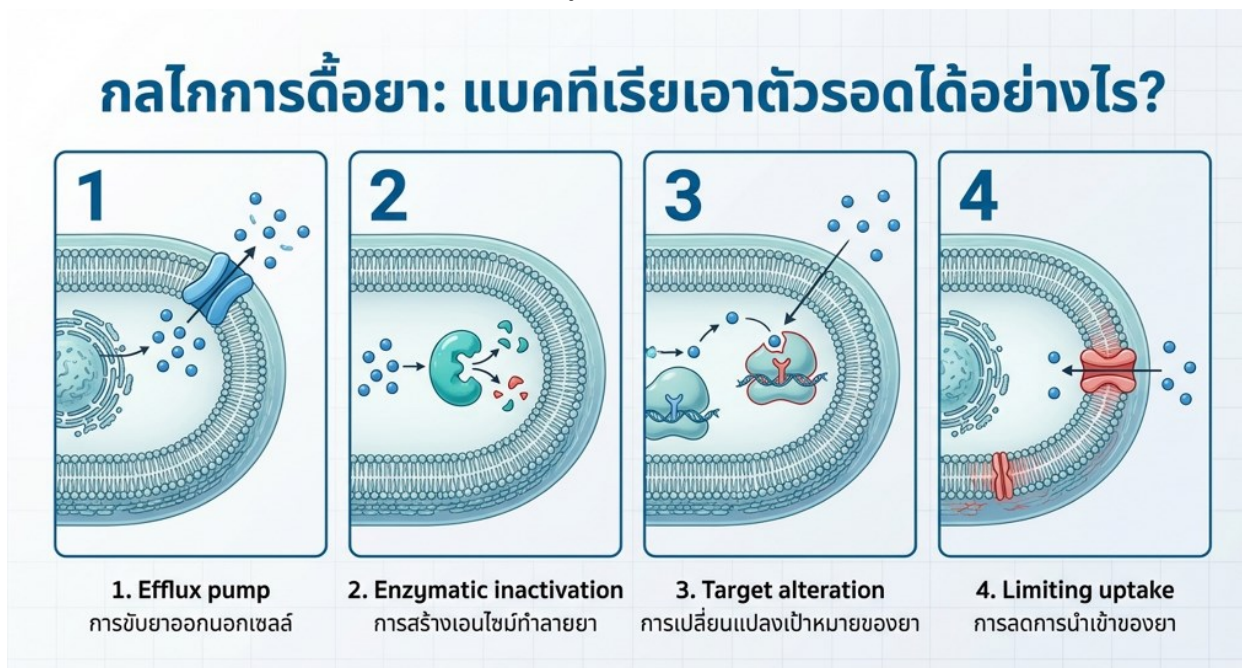 กลไกการดื้อยา: แบคทีเรียเอาตัวรอดได้อย่างไร?
1
2
3
4
1. Efflux pump
การขับยาออกนอกเซลล์
2. Enzymatic inactivation
การสร้างเอนไซม์ทำลายยา
3. Target alteration
การเปลี่ยนแปลงเป้าหมายของยา
4. Limiting uptake
การลดการนำเข้าของยา